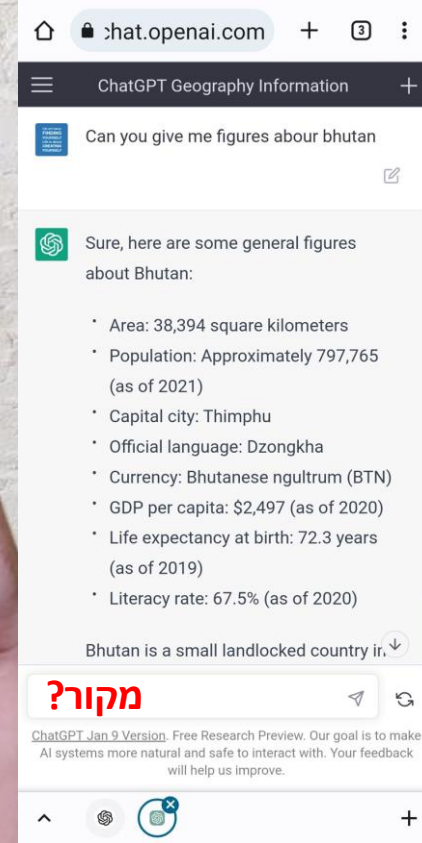 chat.openai.com
3
ChatGPT Geography Information
Can you give me figures abour bhutan
Sure, here are some general figures
about Bhutan:
Area: 38,394 square kilometers
Population: Approximately 797,765
(as of 2021)
Capital city: Thimphu
Official language: Dzongkha
Currency: Bhutanese ngultrum (BTN)
GDP per capita: $2,497 (as of 2020)
Life expectancy at birth: 72.3 years
(as of 2019)
Literacy rate: 67.5% (as of 2020)
Bhutan is a small landlocked country in
מקור?
ChatGPT Jan 9 Version. Free Research Preview. Our goal is to make
AI systems more natural and safe to interact with. Your feedback
will help us improve.